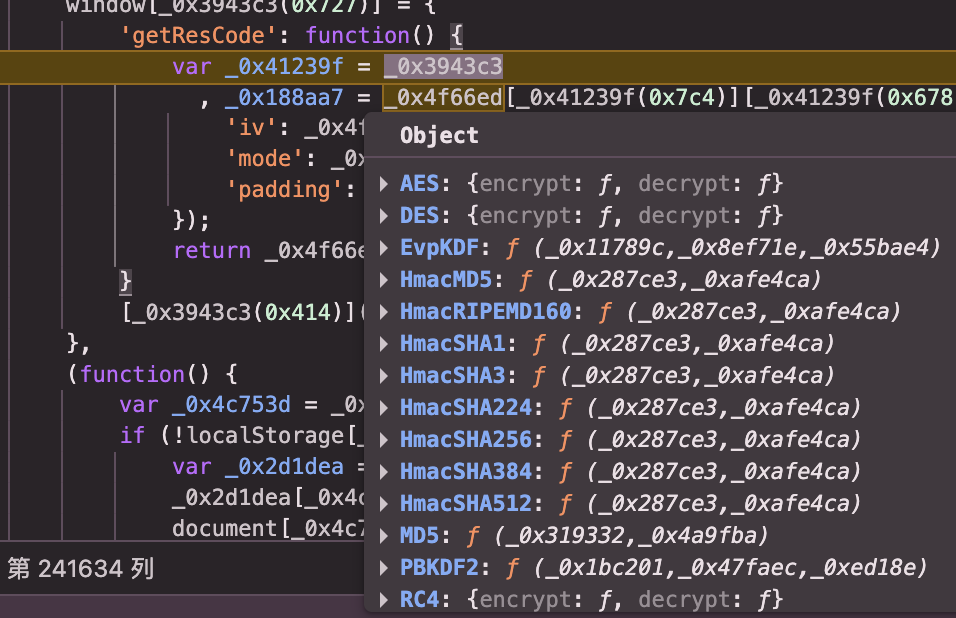 window[_0x3943c3(0x727)] = {
'getResCode': function() {
var _0x41239f = _0x3943c3
, _0x188aa7 = _0x4f66ed[_0x41239f(0x7c4)][_0x41239f(0x678
'iv': _0x4f
'mode': _0x
'padding':
});
return _0x4f66e
}
[_0x3943c3(0x414)](
},
(function() {
var _0x4c753d = _0x
if (!localStorage[_
var _0x2d1dea =
_0x2d1dea[_0x4c
document[_0x4c7
第 241634 列
Object
AES: {encrypt: ƒ, decrypt: ƒ}
DES: {encrypt: ƒ, decrypt: ƒ}
EvpKDF: ƒ (_0x11789c,_0x8ef71e,_0x55bae4)
HmacMD5: ƒ (_0x287ce3,_0xafe4ca)
HmacRIPEMD160: ƒ (_0x287ce3,_0xafe4ca)
HmacSHA1: ƒ (_0x287ce3,_0xafe4ca)
HmacSHA3: ƒ (_0x287ce3,_0xafe4ca)
HmacSHA224: ƒ (_0x287ce3,_0xafe4ca)
HmacSHA256: ƒ (_0x287ce3,_0xafe4ca)
HmacSHA384: ƒ (_0x287ce3,_0xafe4ca)
HmacSHA512: ƒ (_0x287ce3,_0xafe4ca)
MD5: ƒ (_0x319332,_0x4a9fba)
PBKDF2: ƒ (_0x1bc201,_0x47faec,_0xed18e)
RC4: {encrypt: ƒ, decrypt: ƒ}